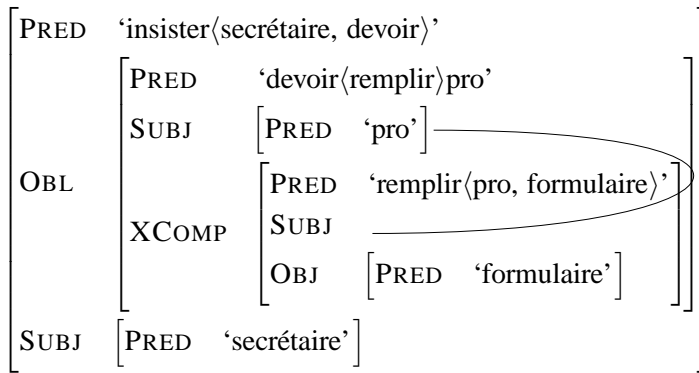 PRED ‘insister⟨secrétaire, devoir⟩’
PRED ‘devoir⟨remplir⟩pro’
SUBJ [PRED ‘pro’]
OBL
PRED ‘remplir⟨pro, formulaire⟩’
XCOMP SUBJ
OBJ [PRED ‘formulaire’]
SUBJ [PRED ‘secrétaire’]